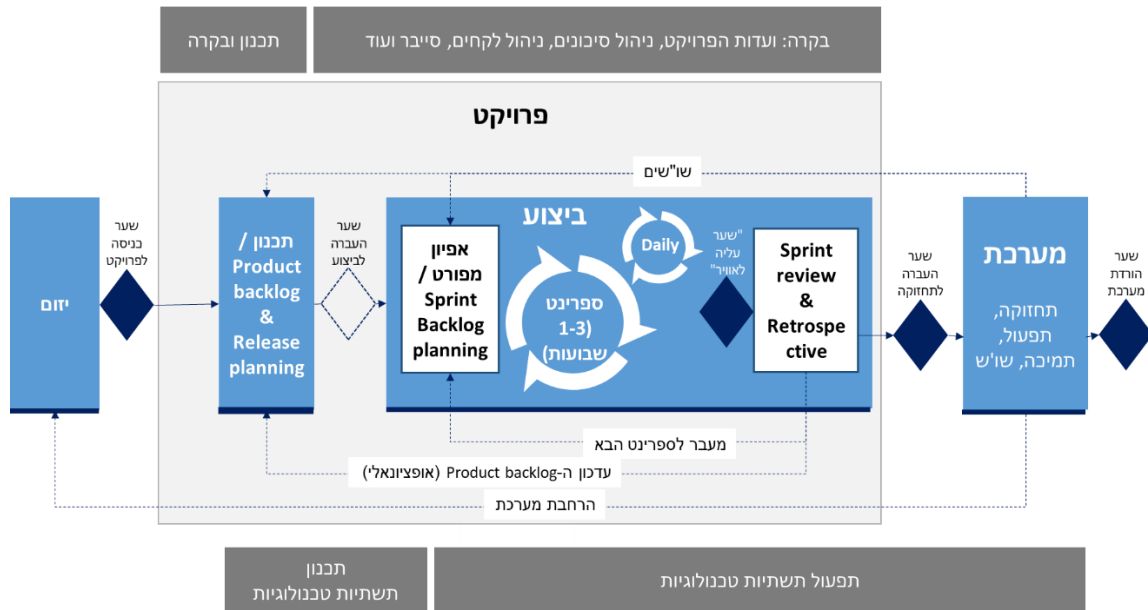 תכנון ובקרה
בקרה: ועדות הפרויקט, ניהול סיכונים, ניהול לקחים, סייבר ועוד
פרויקט
שו"שים
יזום
שער
כניסה
לפרויקט
תכנון /
Product
backlog
&
Release
planning
שער
העברה
לביצוע
ביצוע
אפיון
מפורט /
Sprint
Backlog
planning
ספרינט
(1-3
שבועות)
Daily
"שער
עליה
לאוויר"
Sprint
review
&
Retrospe
ctive
שער
העברה
לתחזוקה
מערכת
תחזוקה,
תפעול,
תמיכה, שו'ש
שער
הורדת
מערכת
מעבר לספרינט הבא
עדכון ה-Product backlog (אופציונאלי)
הרחבת מערכת
תכנון
תשתיות טכנולוגיות
תפעול תשתיות טכנולוגיות